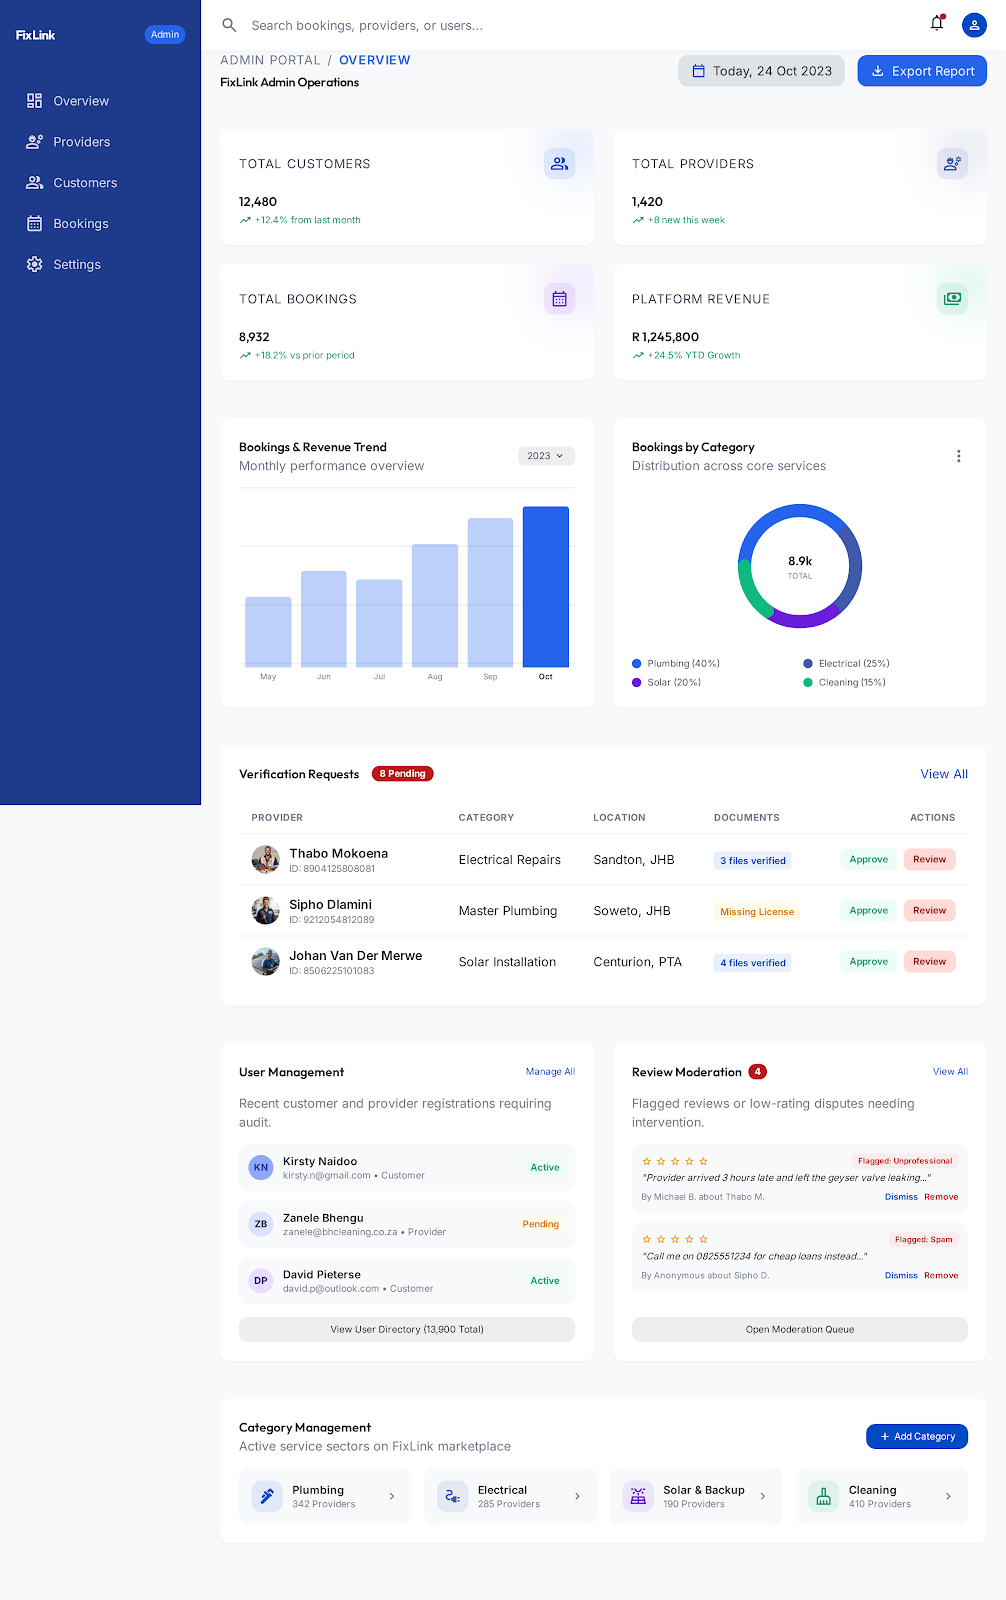 FixLink
Admin
Overview
Providers
Customers
Bookings
Settings
Search bookings, providers, or users...
ADMIN PORTAL / OVERVIEW
FixLink Admin Operations
Today, 24 Oct 2023
Export Report
TOTAL CUSTOMERS
12,480
+12.4% from last month
TOTAL PROVIDERS
1,420
+8 new this week
TOTAL BOOKINGS
8,932
+18.2% vs prior period
PLATFORM REVENUE
R 1,245,800
+24.5% YTD Growth
Bookings & Revenue Trend
Monthly performance overview
2023
May Jun Jul Aug Sep Oct
Bookings by Category
Distribution across core services
8.9k
TOTAL
Plumbing (40%)
Electrical (25%)
Solar (20%)
Cleaning (15%)
Verification Requests
8 Pending
View All
PROVIDER CATEGORY LOCATION DOCUMENTS ACTIONS
Thabo Mokoena
ID: 8904125808081
Electrical Repairs
Sandton, JHB
3 files verified
Approve
Review
Sipho Dlamini
ID: 9212054812089
Master Plumbing
Soweto, JHB
Missing License
Approve
Review
Johan Van Der Merwe
ID: 8506225101083
Solar Installation
Centurion, PTA
4 files verified
Approve
Review
User Management
Manage All
Recent customer and provider registrations requiring
audit.
KN
Kirsty Naidoo
kirsty.n@gmail.com • Customer
Active
ZB
Zanele Bhengu
zanele@bhcleaning.co.za • Provider
Pending
DP
David Pieterse
david.p@outlook.com • Customer
Active
View User Directory (13,900 Total)
Review Moderation
4
View All
Flagged reviews or low-rating disputes needing
intervention.
Flagged: Unprofessional
"Provider arrived 3 hours late and left the geyser valve leaking..."
By Michael B. about Thabo M.
Dismiss Remove
Flagged: Spam
"Call me on 0825551234 for cheap loans instead..."
By Anonymous about Sipho D.
Dismiss Remove
Open Moderation Queue
Category Management
Active service sectors on FixLink marketplace
Add Category
Plumbing
342 Providers
Electrical
285 Providers
Solar & Backup
190 Providers
Cleaning
410 Providers